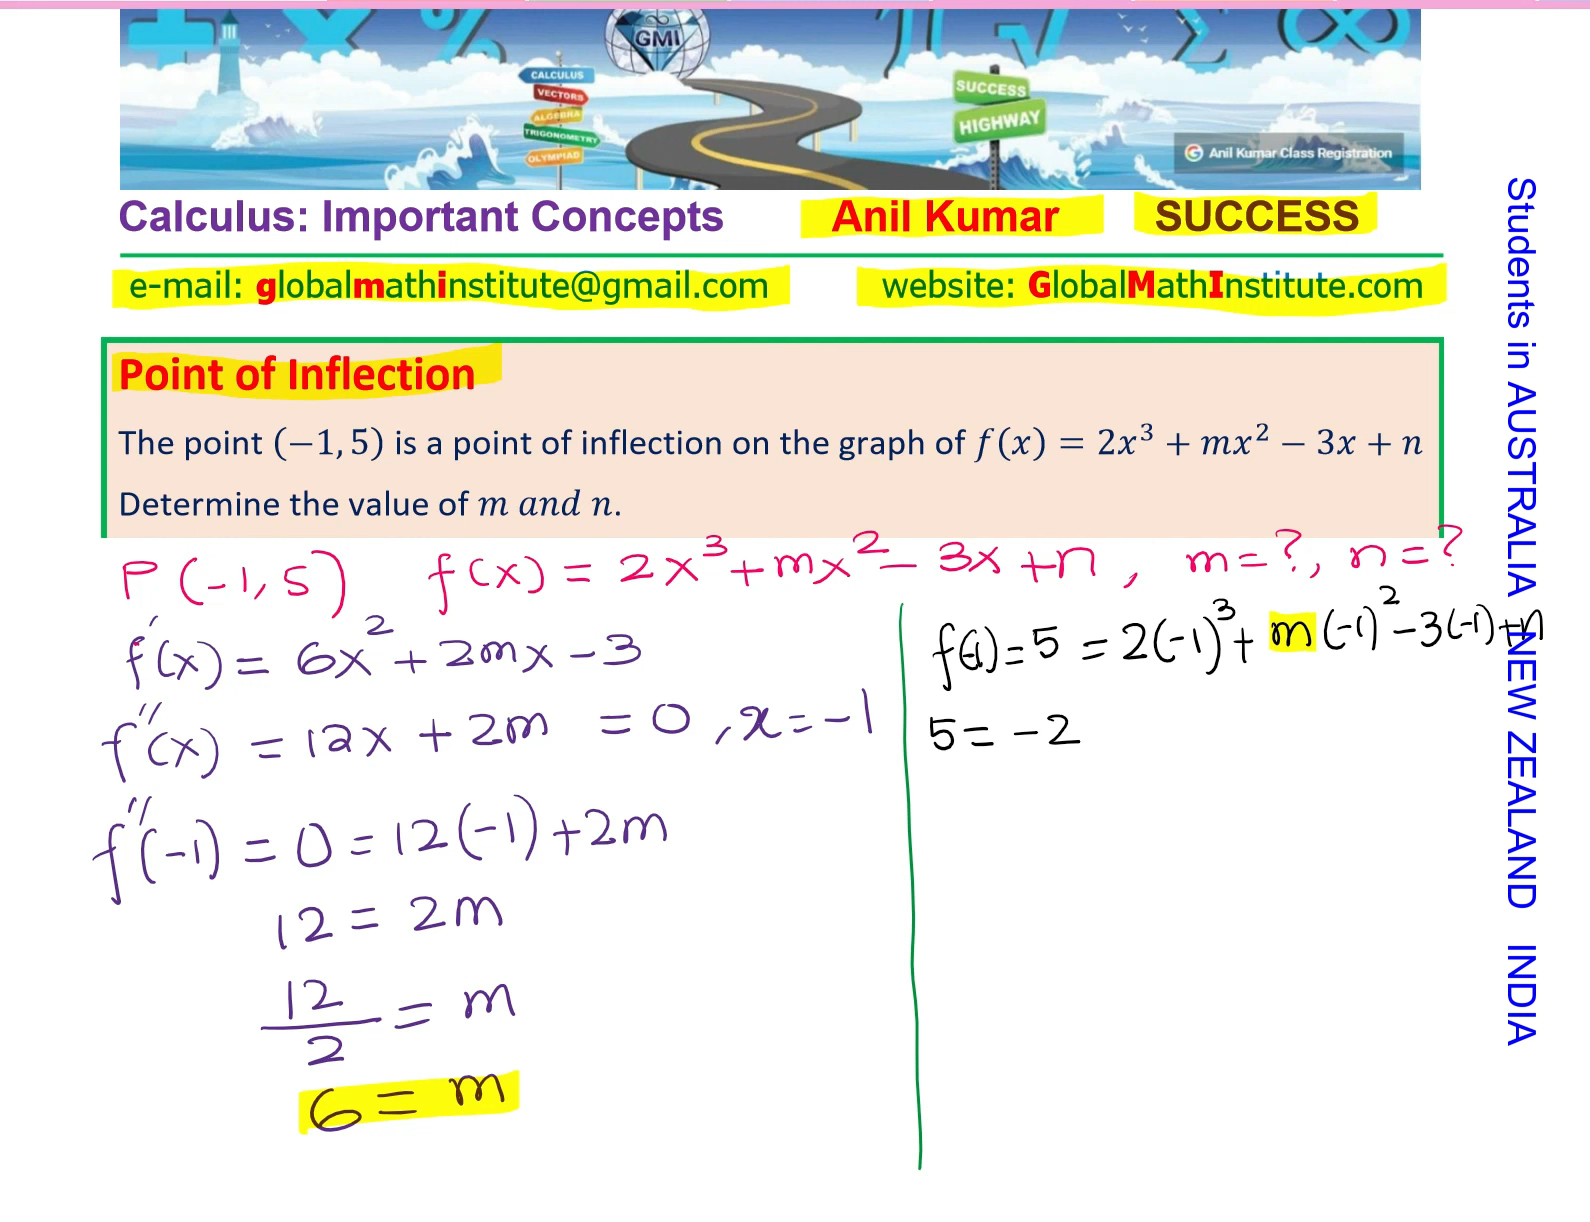 GMI
CALCULUS
VECTORS
ALGEBRA
TRIGONOMETRY
OLYMPIAD
SUCCESS
HIGHWAY
G Anil Kumar Class Registration
Calculus: Important Concepts Anil Kumar SUCCESS
e-mail: globalmathinstitute@gmail.com website: GlobalMathInstitute.com
Point of Inflection
The point (−1, 5) is a point of inflection on the graph of f(x) = 2x³ + mx² − 3x + n
Determine the value of m and n.
P(-1, 5) f(x) = 2x³ + mx² − 3x + n, m = ?, n = ?
f'(x) = 6x² + 2mx − 3
f''(x) = 12x + 2m = 0, x = −1
f''(-1) = 0 = 12(-1) + 2m
12 = 2m
12/2 = m
6 = m
f(-1) = 5 = 2(-1)³ + m(-1)² − 3(-1) + n
5 = −2
Students in AUSTRALIA NEW ZEALAND INDIA